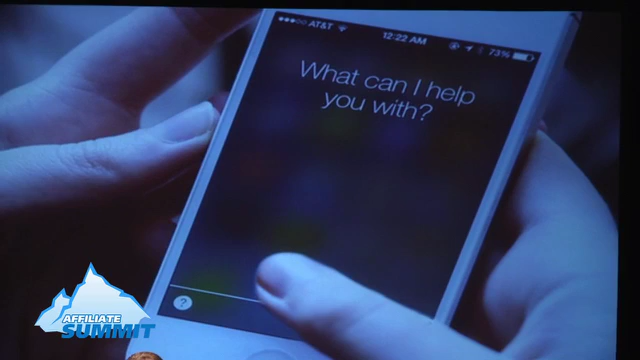 AT&T 12:22 AM 73%
What can I help
you with?
?
AFFILIATE
SUMMIT